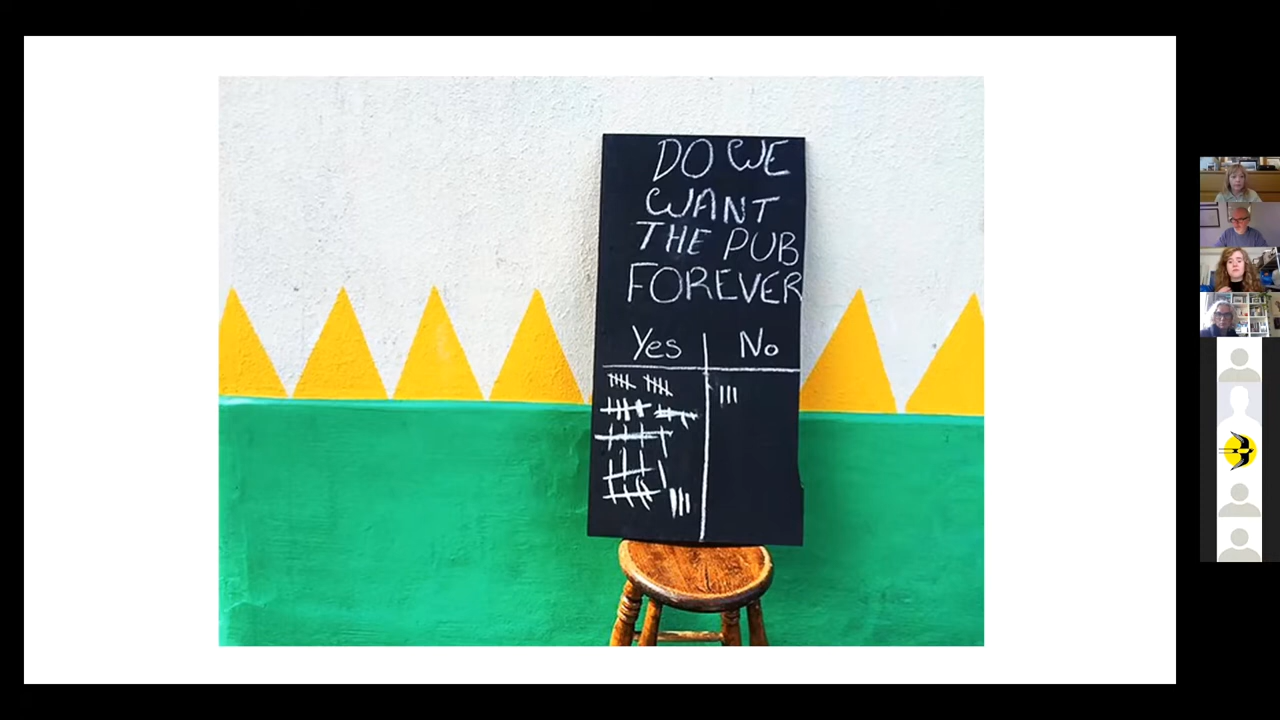 DO WE
WANT
THE PUB
FOREVER
Yes No